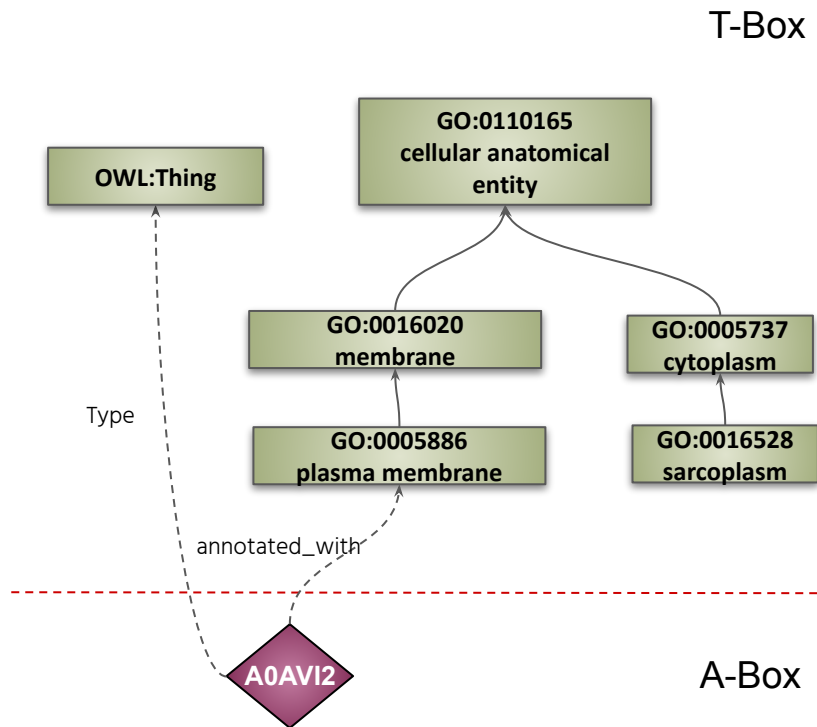 T-Box
GO:0110165
cellular anatomical
entity
OWL:Thing
GO:0016020
membrane
GO:0005737
cytoplasm
Type
GO:0005886
plasma membrane
GO:0016528
sarcoplasm
annotated_with
A0AVI2
A-Box